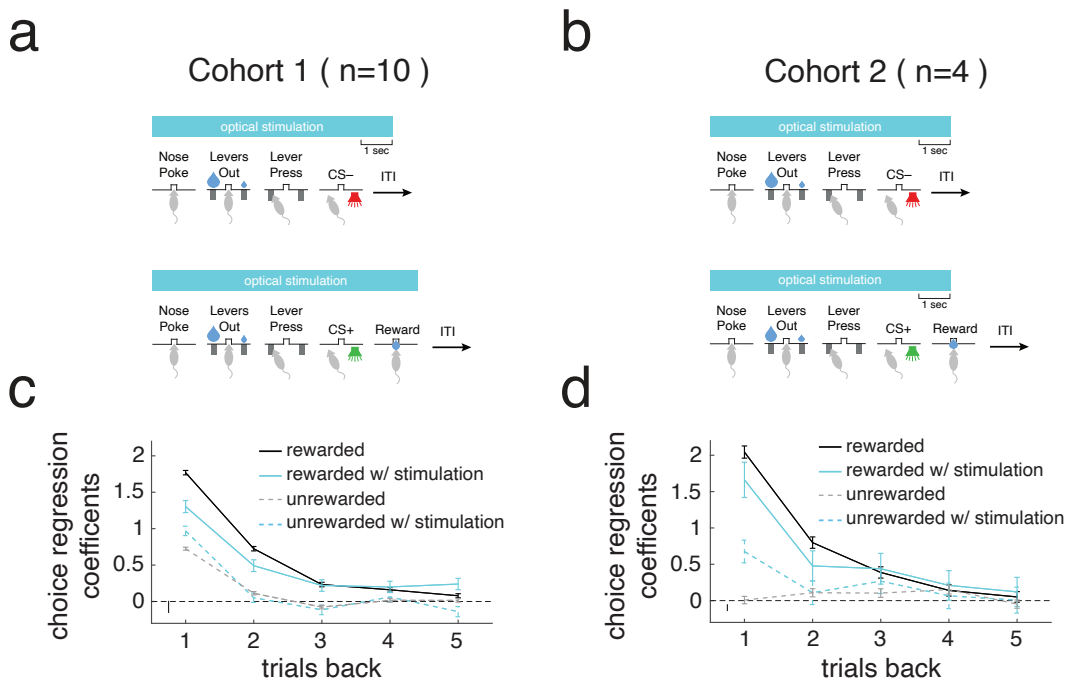 a
Cohort 1 ( n=10 )
optical stimulation
1 sec
Nose Poke
Levers Out
Lever Press
CS–
ITI
optical stimulation
Nose Poke
Levers Out
Lever Press
CS+
Reward
ITI
b
Cohort 2 ( n=4 )
optical stimulation
1 sec
Nose Poke
Levers Out
Lever Press
CS–
ITI
optical stimulation
1 sec
Nose Poke
Levers Out
Lever Press
CS+
Reward
ITI
c
choice regression
coefficents
2
1.5
1
0.5
0
rewarded
rewarded w/ stimulation
unrewarded
unrewarded w/ stimulation
1 2 3 4 5
trials back
d
choice regression
coefficents
2
1.5
1
0.5
0
rewarded
rewarded w/ stimulation
unrewarded
unrewarded w/ stimulation
1 2 3 4 5
trials back